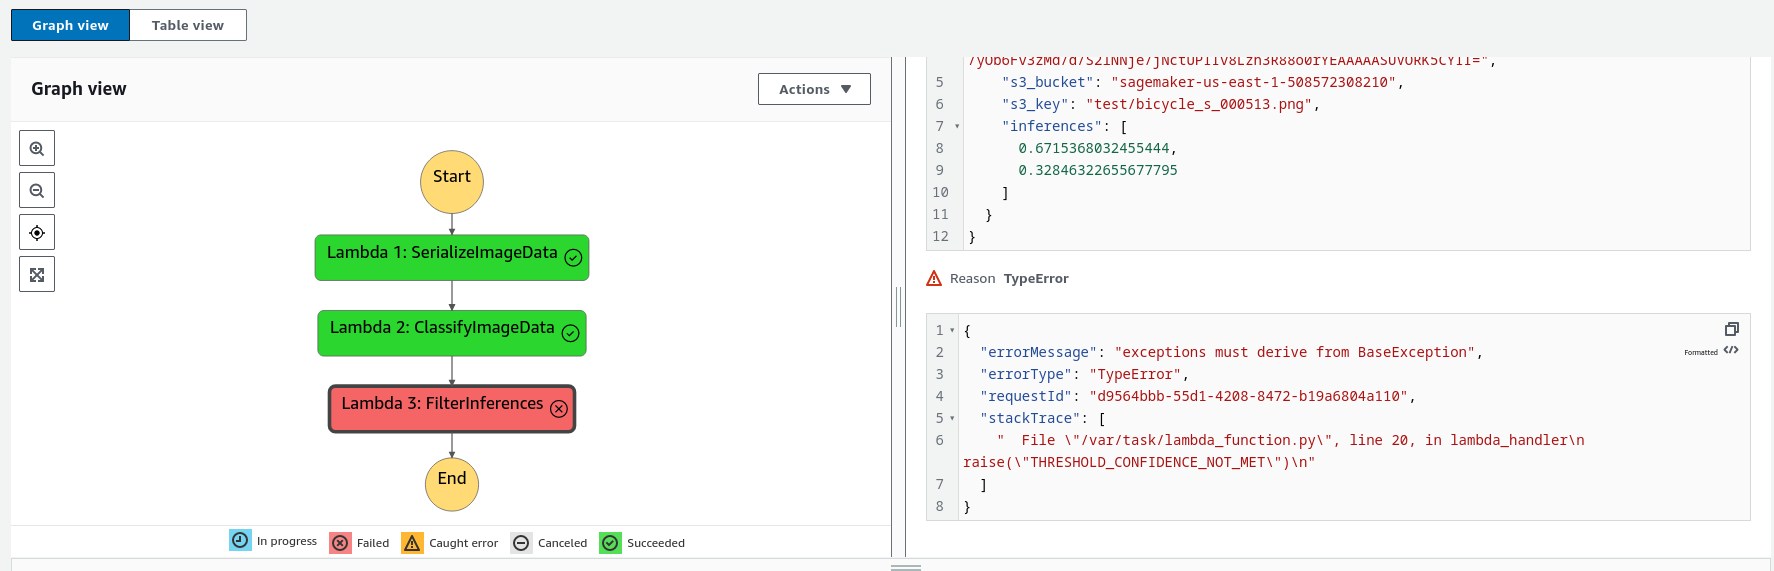 Graph view
Table view
Graph view
Actions
Start
Lambda 1: SerializeImageData
Lambda 2: ClassifyImageData
Lambda 3: FilterInferences
End
In progress
Failed
Caught error
Canceled
Succeeded
5 "s3_bucket": "sagemaker-us-east-1-508572308210",
6 "s3_key": "test/bicycle_s_000513.png",
7 "inferences": [
8 0.6715368032455444,
9 0.32846322655677795
10 ]
11 }
12 }
Reason TypeError
1 {
2 "errorMessage": "exceptions must derive from BaseException",
Formatted
3 "errorType": "TypeError",
4 "requestId": "d9564bbb-55d1-4208-8472-b19a6804a110",
5 "stackTrace": [
6 "  File \"/var/task/lambda_function.py\", line 20, in lambda_handler\n
raise(\"THRESHOLD_CONFIDENCE_NOT_MET\")\n"
7 ]
8 }